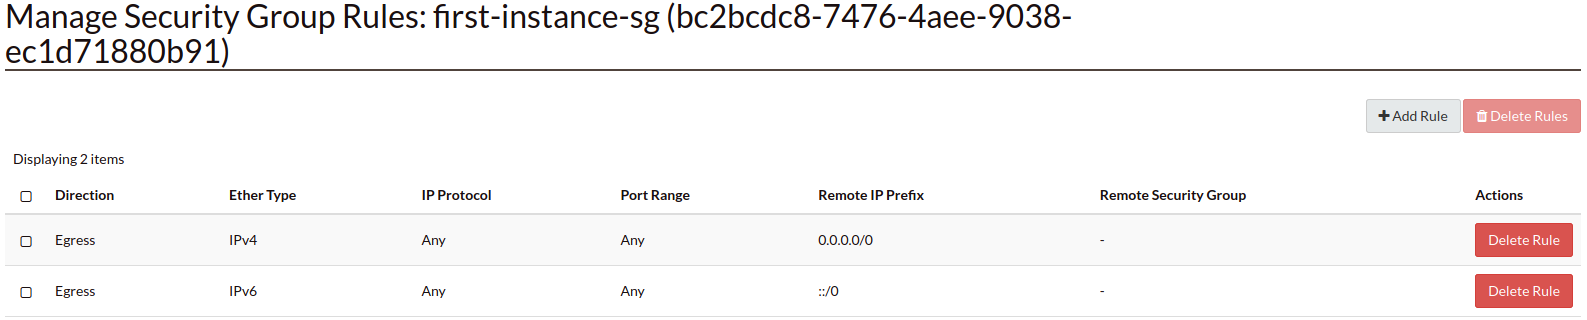 Manage Security Group Rules: first-instance-sg (bc2bcdc8-7476-4aee-9038-
ec1d71880b91)
Add Rule Delete Rules
Displaying 2 items
Direction Ether Type IP Protocol Port Range Remote IP Prefix Remote Security Group Actions
Egress IPv4 Any Any 0.0.0.0/0 - Delete Rule
Egress IPv6 Any Any ::/0 - Delete Rule